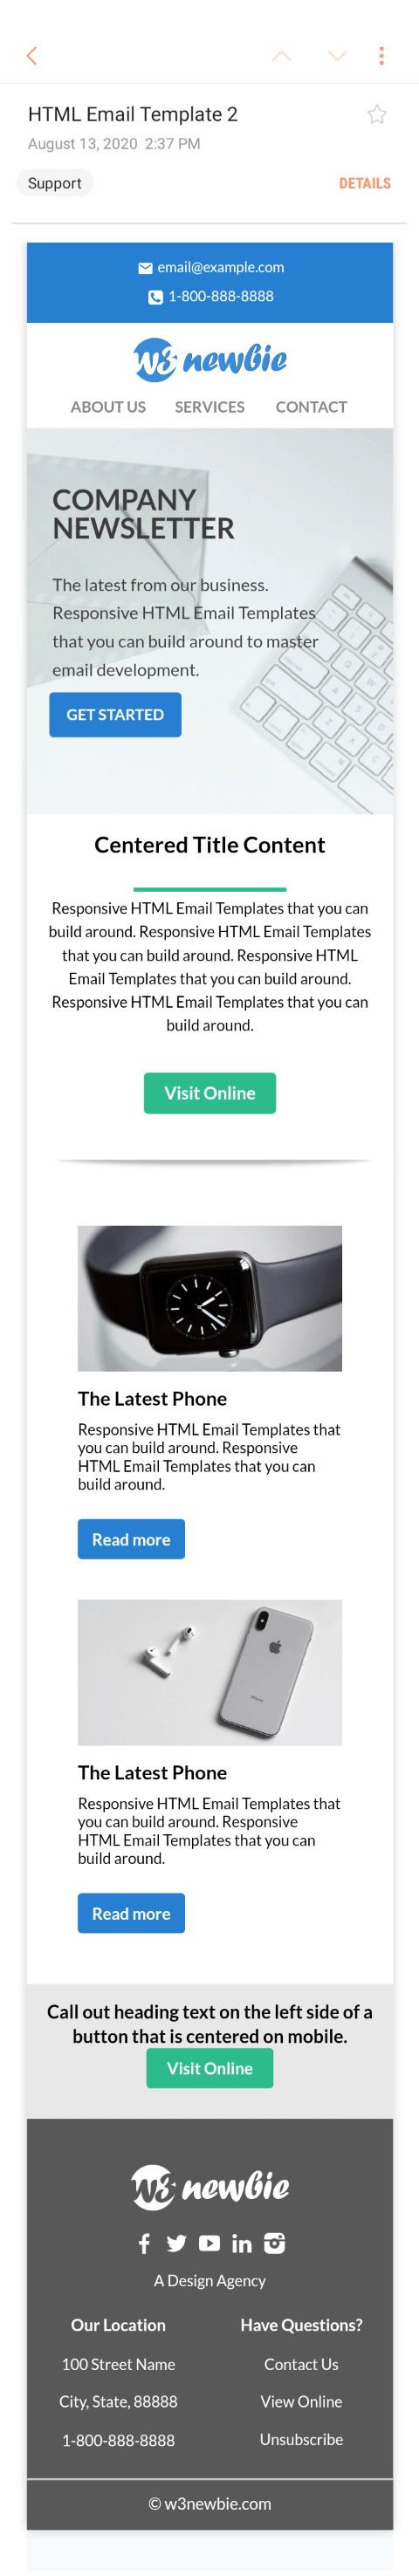 HTML Email Template 2
August 13, 2020 2:37 PM
Support
DETAILS
email@example.com
1-800-888-8888
W3 newbie
ABOUT US SERVICES CONTACT
COMPANY
NEWSLETTER
The latest from our business.
Responsive HTML Email Templates
that you can build around to master
email development.
GET STARTED
Centered Title Content
Responsive HTML Email Templates that you can
build around. Responsive HTML Email Templates
that you can build around. Responsive HTML
Email Templates that you can build around.
Responsive HTML Email Templates that you can
build around.
Visit Online
The Latest Phone
Responsive HTML Email Templates that
you can build around. Responsive
HTML Email Templates that you can
build around.
Read more
iPhone
The Latest Phone
Responsive HTML Email Templates that
you can build around. Responsive
HTML Email Templates that you can
build around.
Read more
Call out heading text on the left side of a
button that is centered on mobile.
Visit Online
W3 newbie
A Design Agency
Our Location
100 Street Name
City, State, 88888
1-800-888-8888
Have Questions?
Contact Us
View Online
Unsubscribe
© w3newbie.com